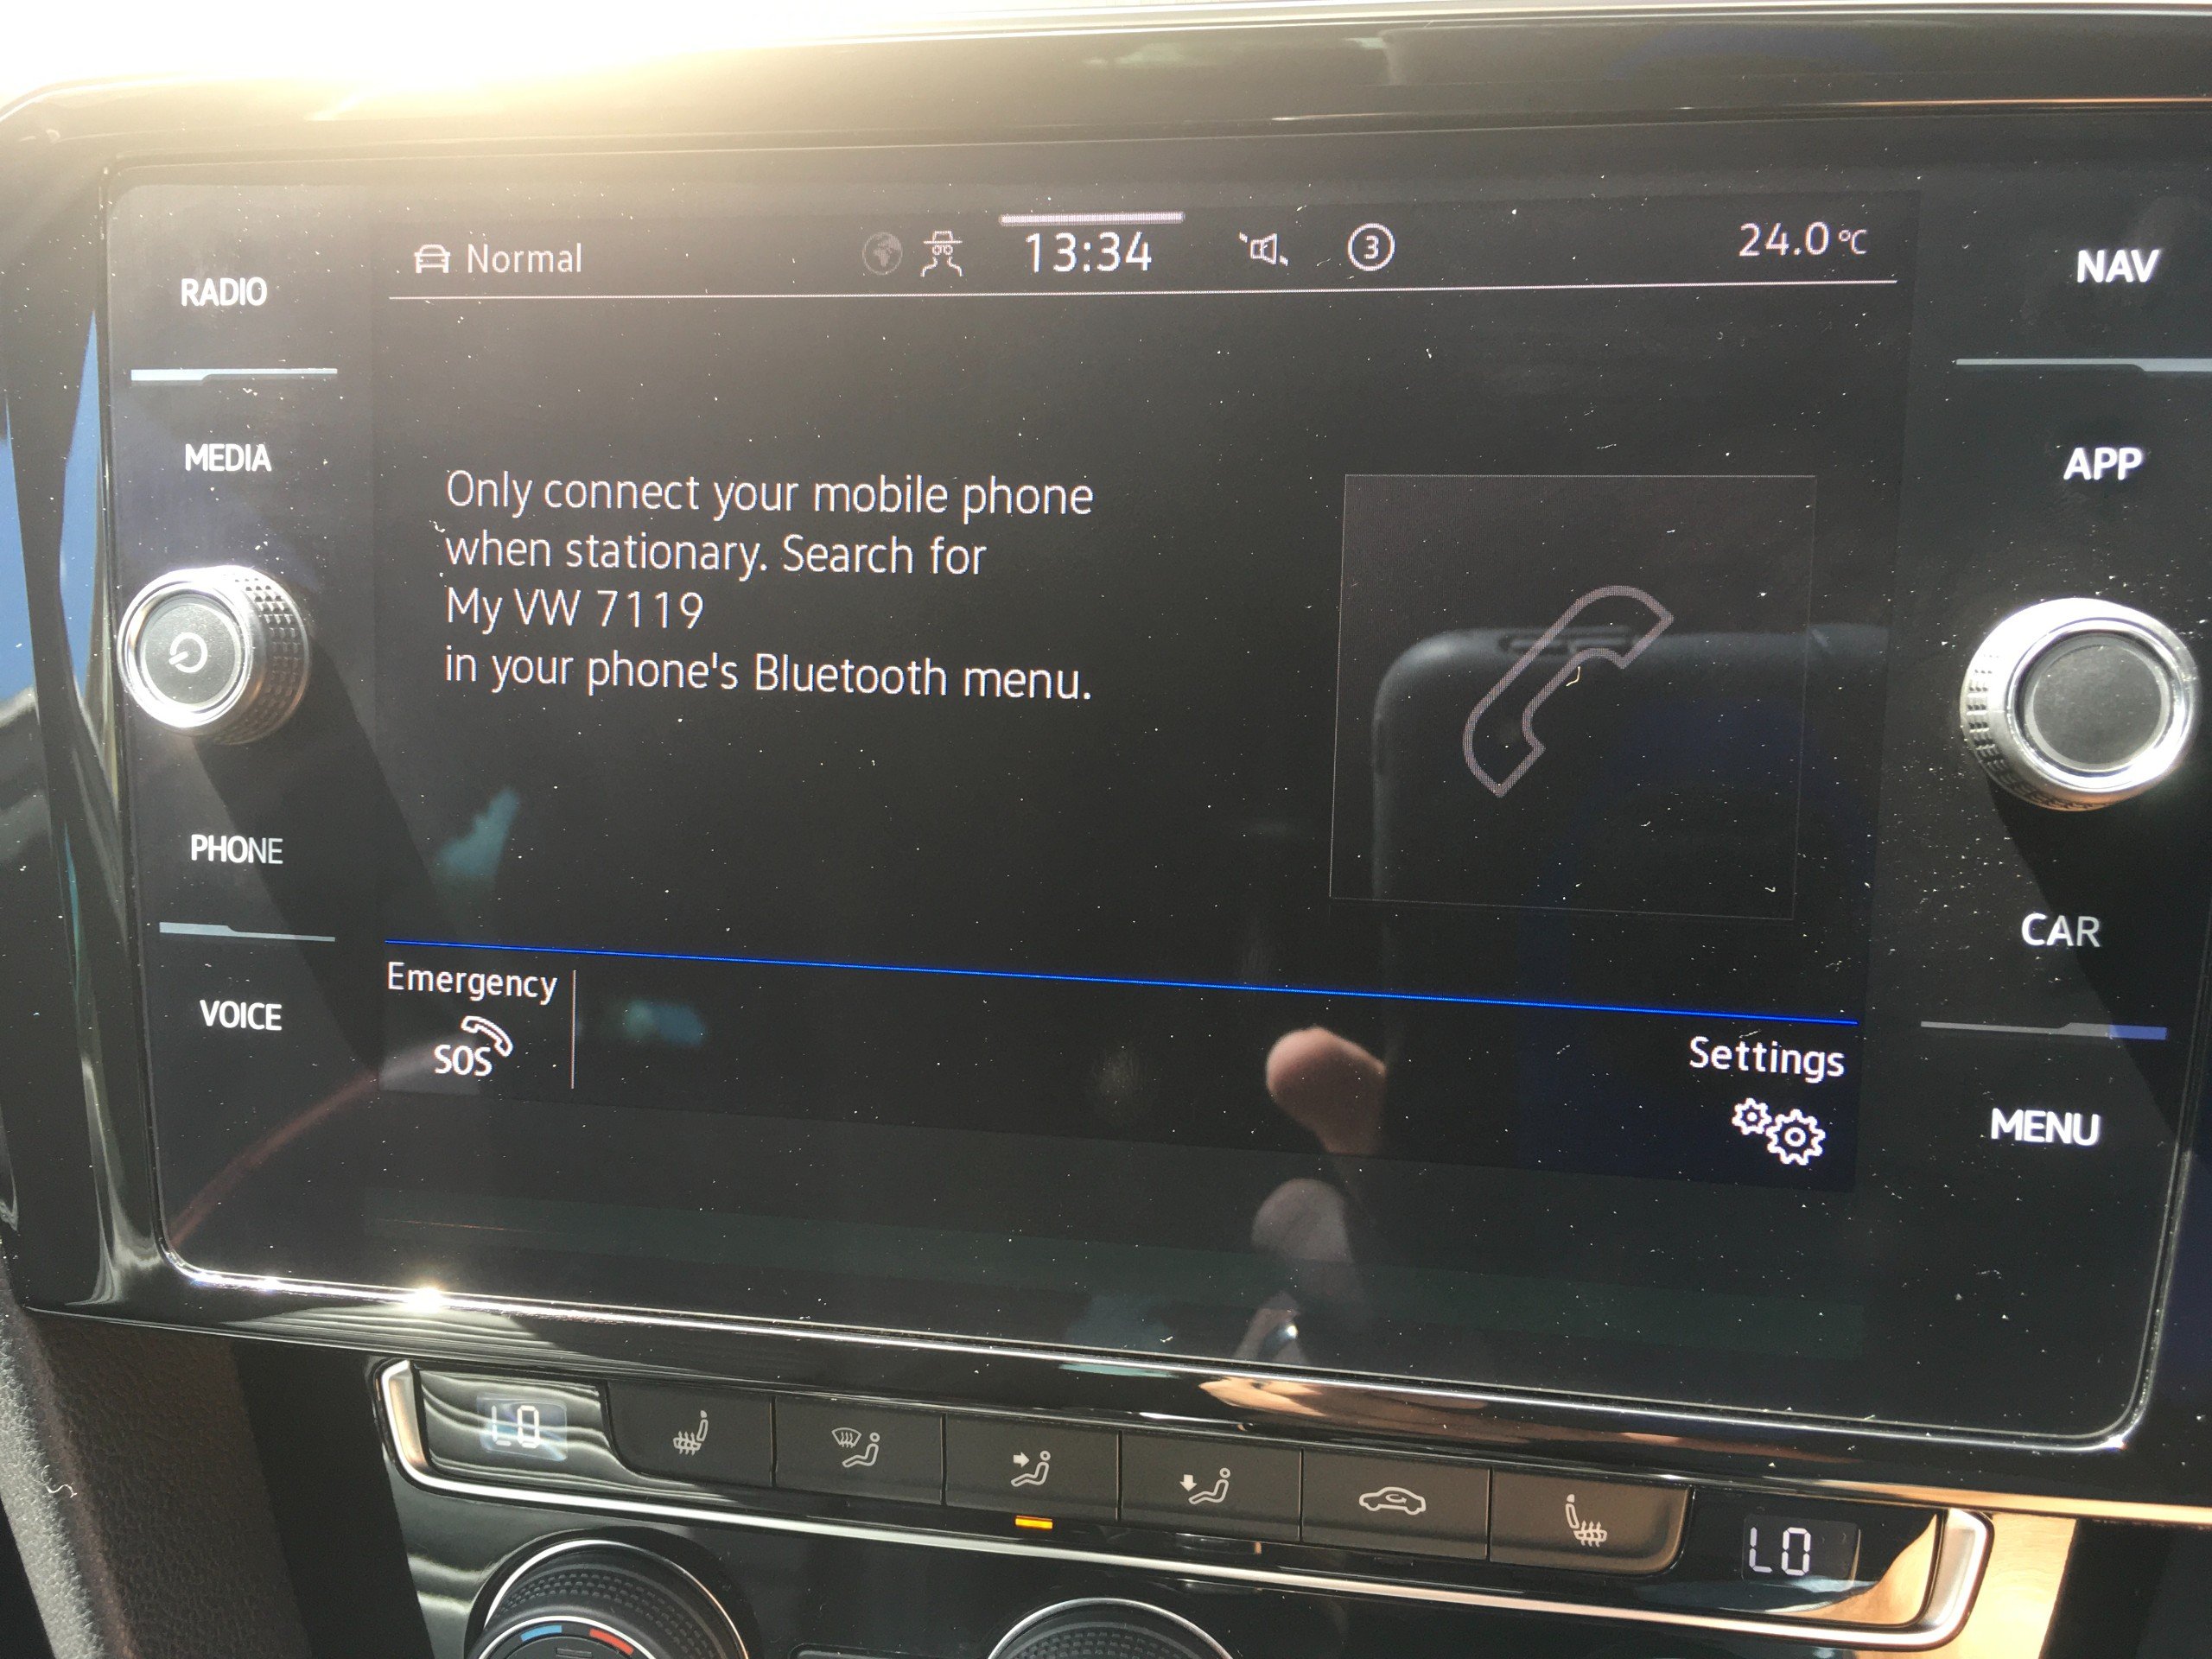 RADIO
MEDIA
PHONE
VOICE
Normal
13:34
3
24.0 °C
Only connect your mobile phone
when stationary. Search for
My VW 7119
in your phone's Bluetooth menu.
Emergency
SOS
Settings
NAV
APP
CAR
MENU
LO
LO